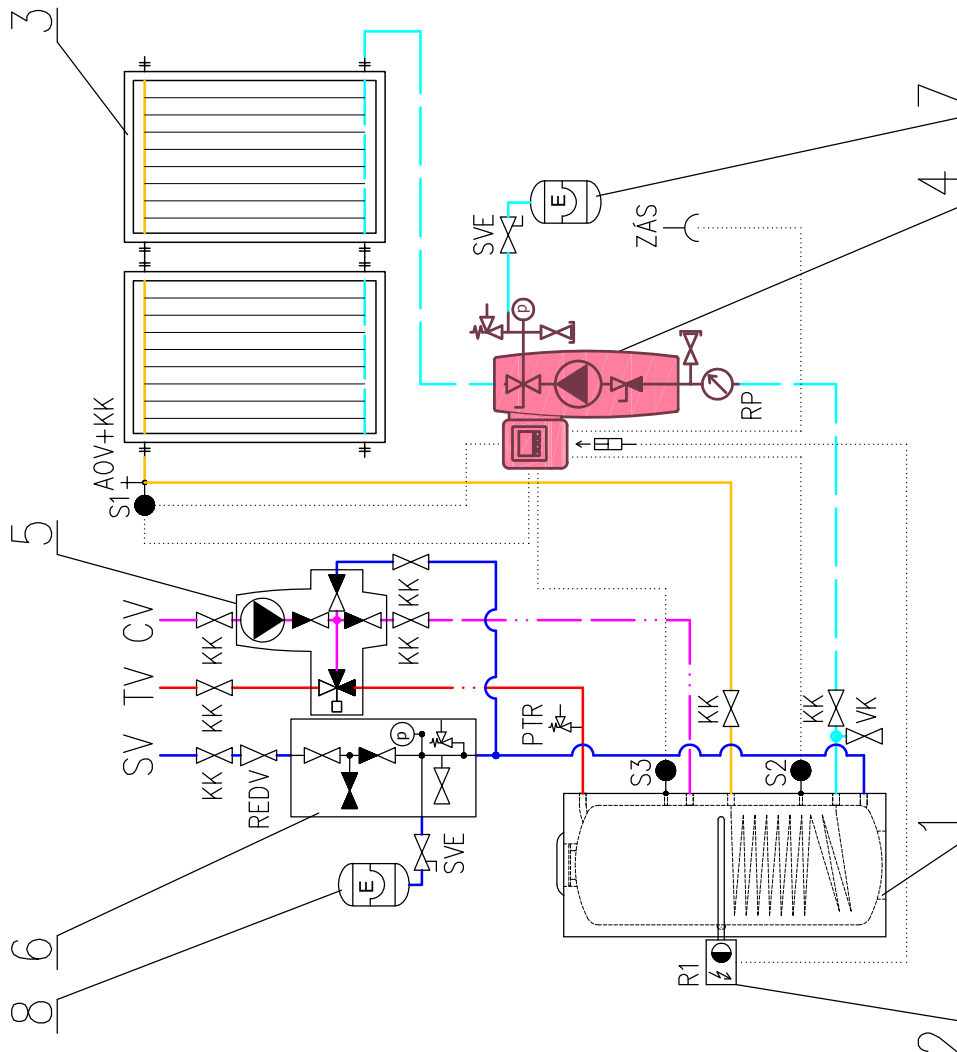 3
7
4
ZÁS
SVE
E
p
RP
AOV+KK
S1
5
CV
TV
SV
KK
KK
KK
KK
KK
REDV
p
PTR
SVE
E
6
8
KK
KK
VK
S3
S2
1
R1
2